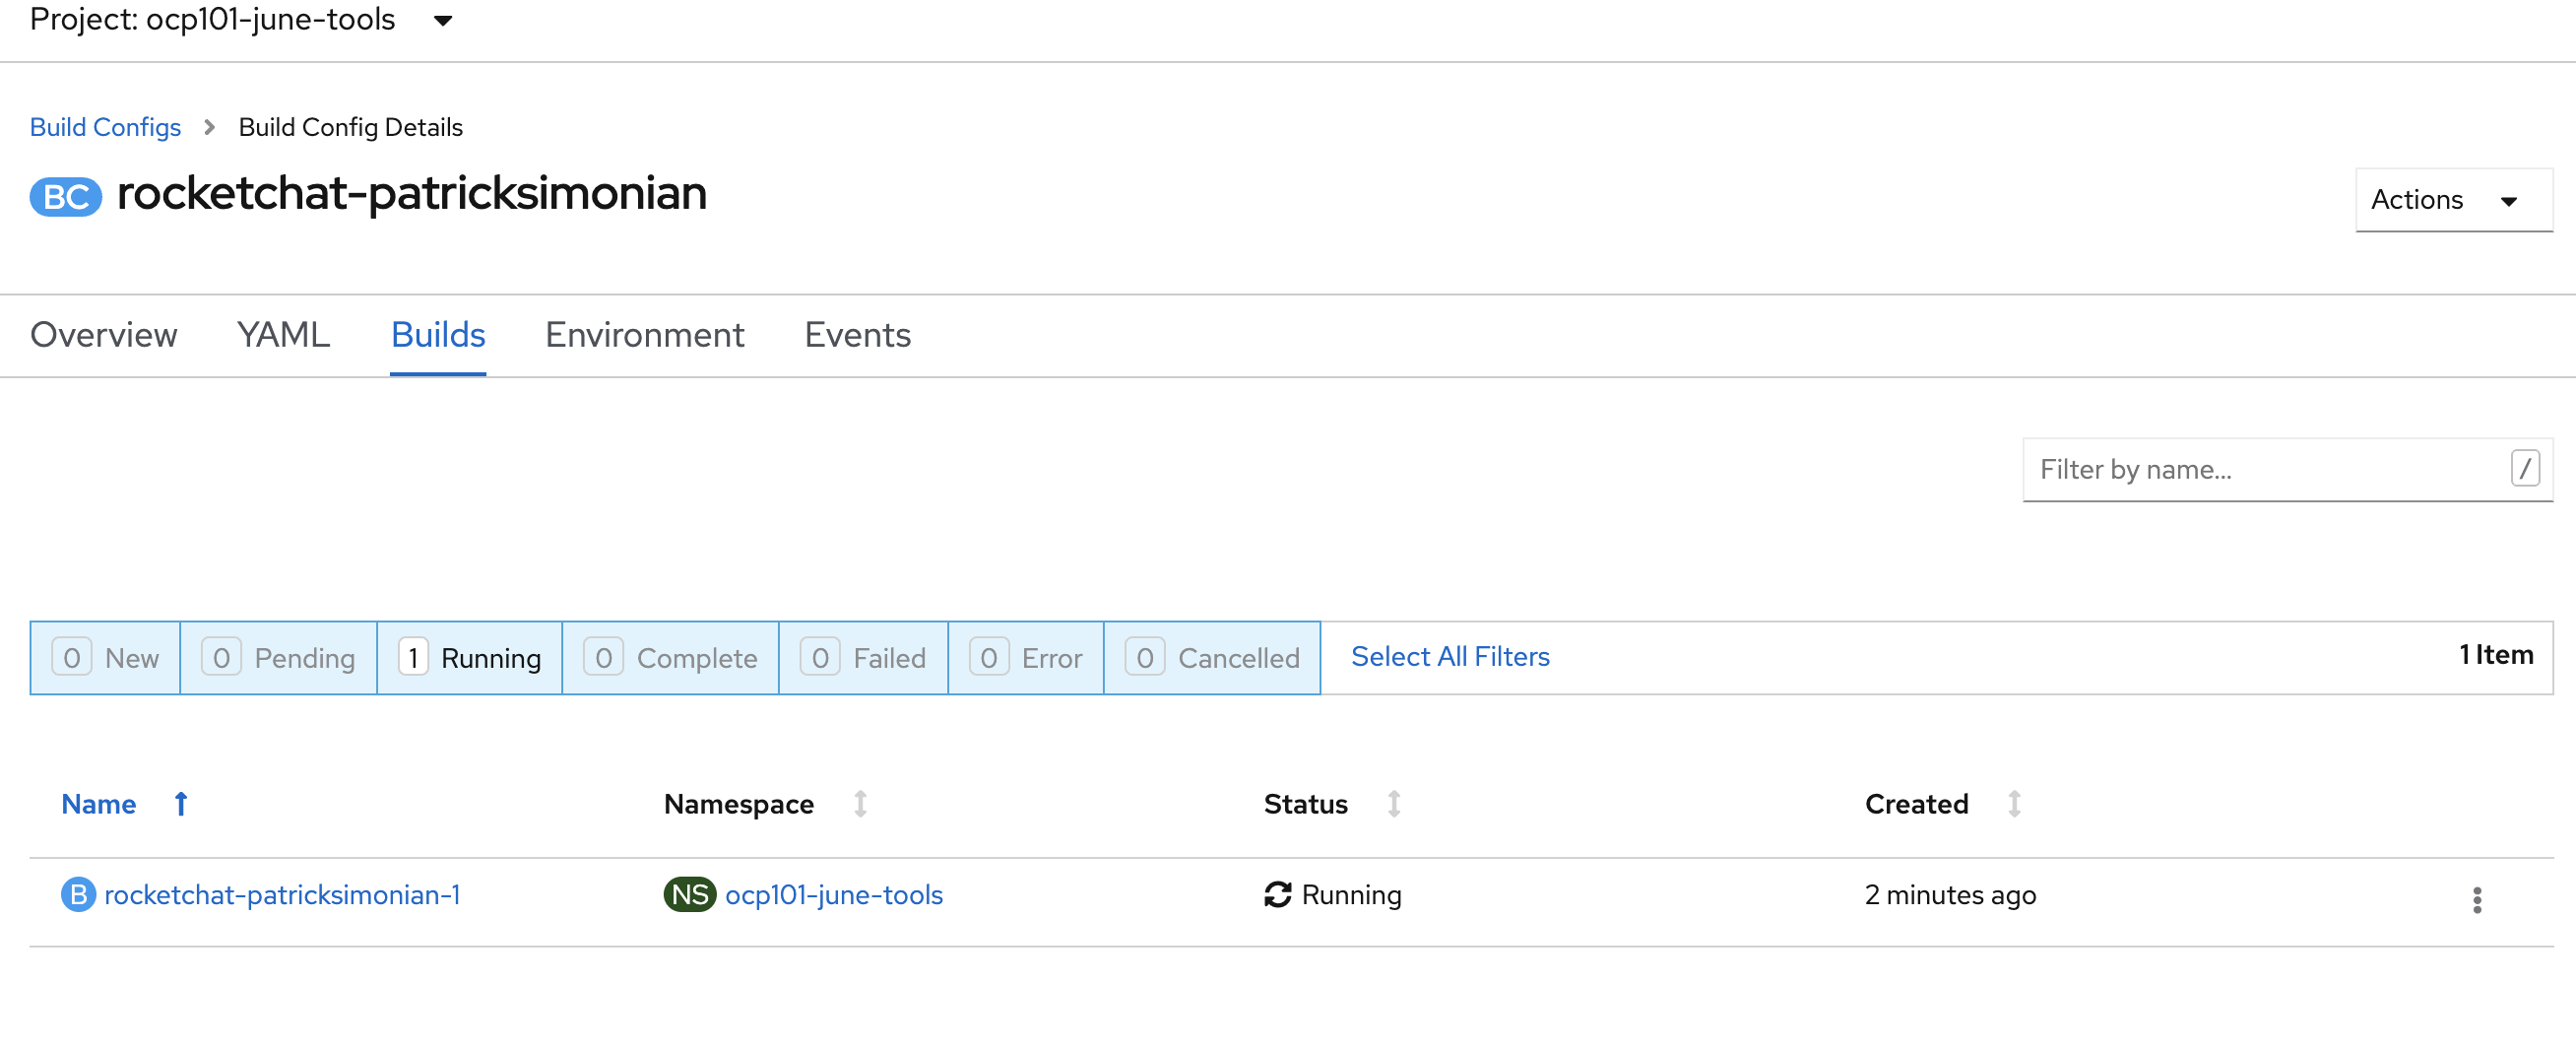 Project: ocp101-june-tools
Build Configs > Build Config Details
BC rocketchat-patricksimonian
Actions
Overview YAML Builds Environment Events
Filter by name... /
0 New 0 Pending 1 Running 0 Complete 0 Failed 0 Error 0 Cancelled Select All Filters 1 Item
Name Namespace Status Created
B rocketchat-patricksimonian-1 NS ocp101-june-tools Running 2 minutes ago